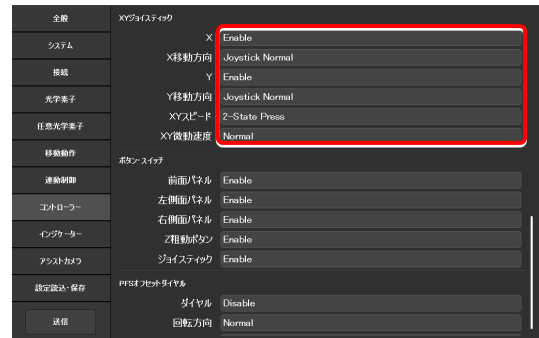 全般
システム
接続
光学素子
任意光学素子
移動動作
連動制御
コントローラー
インジケーター
アシストカメラ
設定読込・保存
送信
XYジョイスティック
X Enable
X移動方向 Joystick Normal
Y Enable
Y移動方向 Joystick Normal
XYスピード 2-State Press
XY微動速度 Normal
ボタン・スイッチ
前面パネル Enable
左側面パネル Enable
右側面パネル Enable
Z粗動ボタン Enable
ジョイスティック Enable
PFSオフセットダイヤル
ダイヤル Disable
回転方向 Normal